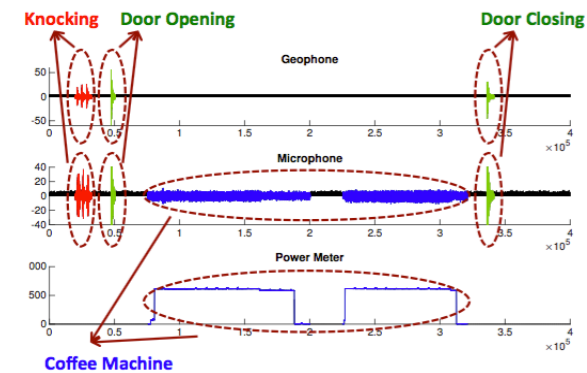 Knocking Door Opening Door Closing
Geophone
50
0
-50
0 0.5 1 1.5 2 2.5 3 3.5 4
×10⁵
Microphone
40
20
0
-20
-40
0 0.5 1 1.5 2 2.5 3 3.5 4
×10⁵
Power Meter
000
500
0
0 0.5 1 1.5 2 2.5 3 3.5 4
×10⁵
Coffee Machine